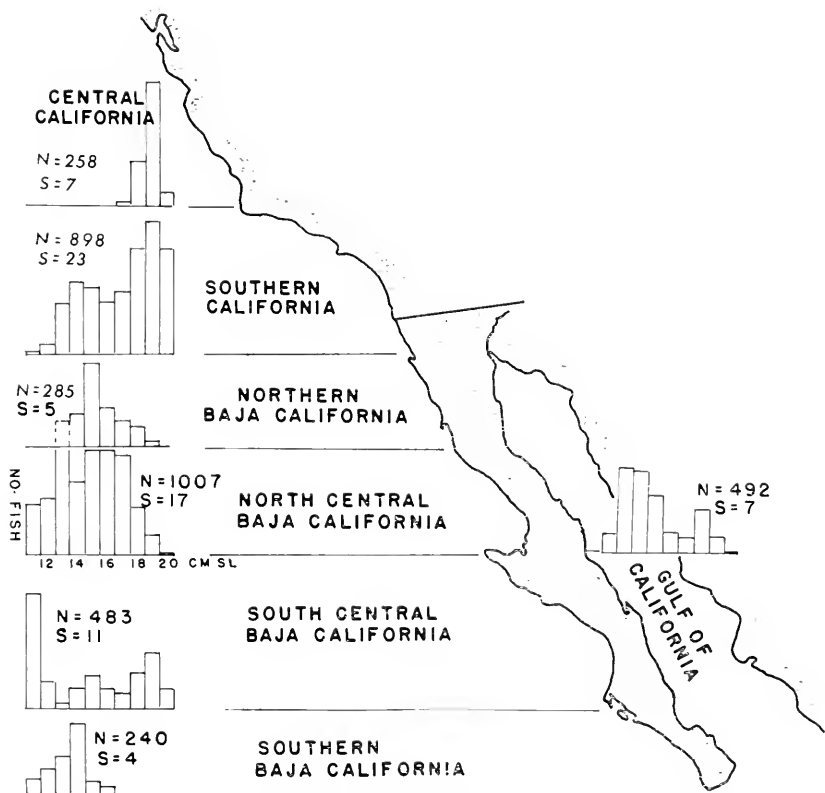 CENTRAL
CALIFORNIA
N=258
S=7
N=898
S=23
SOUTHERN
CALIFORNIA
N=285
S=5
NORTHERN
BAJA CALIFORNIA
NO. FISH
N=1007
S=17
NORTH CENTRAL
BAJA CALIFORNIA
12 14 16 18 20 CM SL
N=492
S=7
GULF OF
CALIFORNIA
N=483
S=11
SOUTH CENTRAL
BAJA CALIFORNIA
N=240
S=4
SOUTHERN
BAJA CALIFORNIA